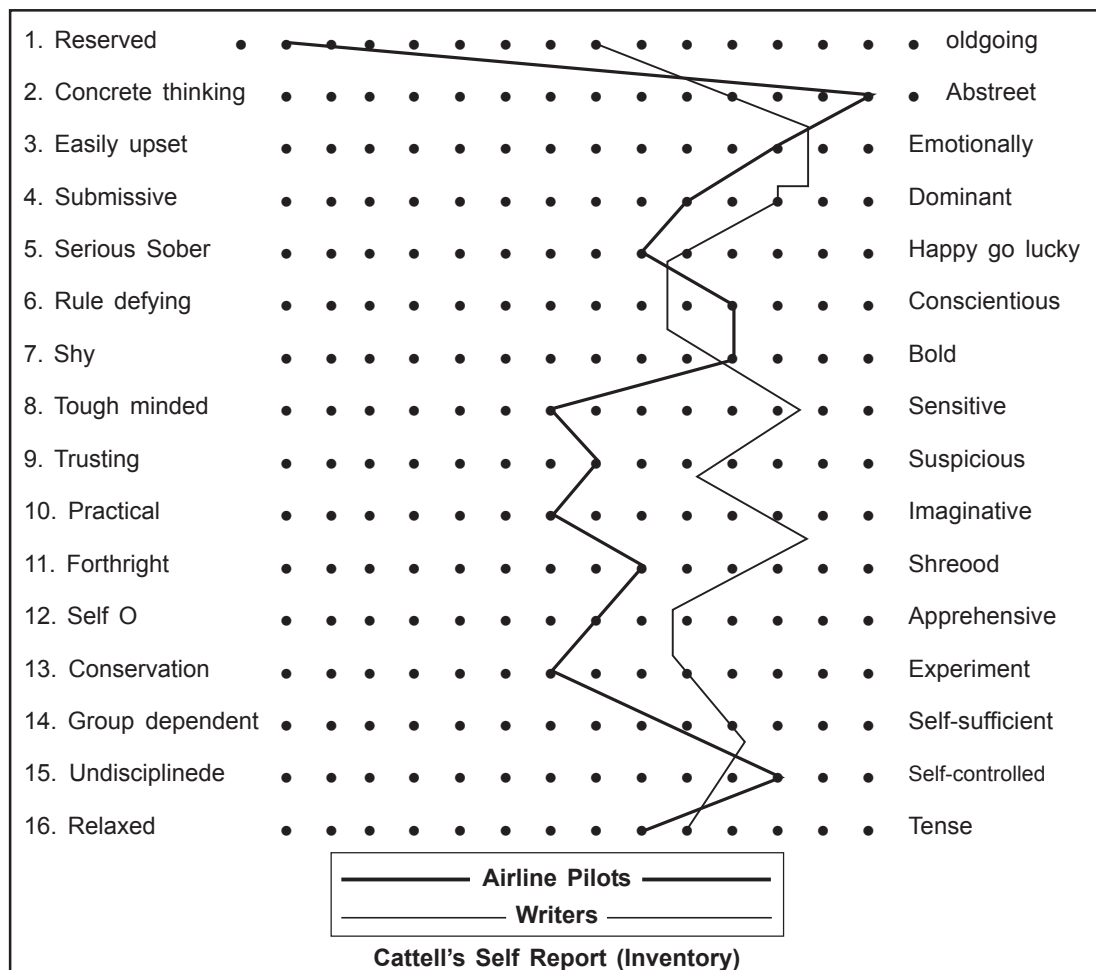 1. Reserved oldgoing
2. Concrete thinking Abstreet
3. Easily upset Emotionally
4. Submissive Dominant
5. Serious Sober Happy go lucky
6. Rule defying Conscientious
7. Shy Bold
8. Tough minded Sensitive
9. Trusting Suspicious
10. Practical Imaginative
11. Forthright Shreood
12. Self O Apprehensive
13. Conservation Experiment
14. Group dependent Self-sufficient
15. Undisciplinede Self-controlled
16. Relaxed Tense
Airline Pilots
Writers
Cattell's Self Report (Inventory)